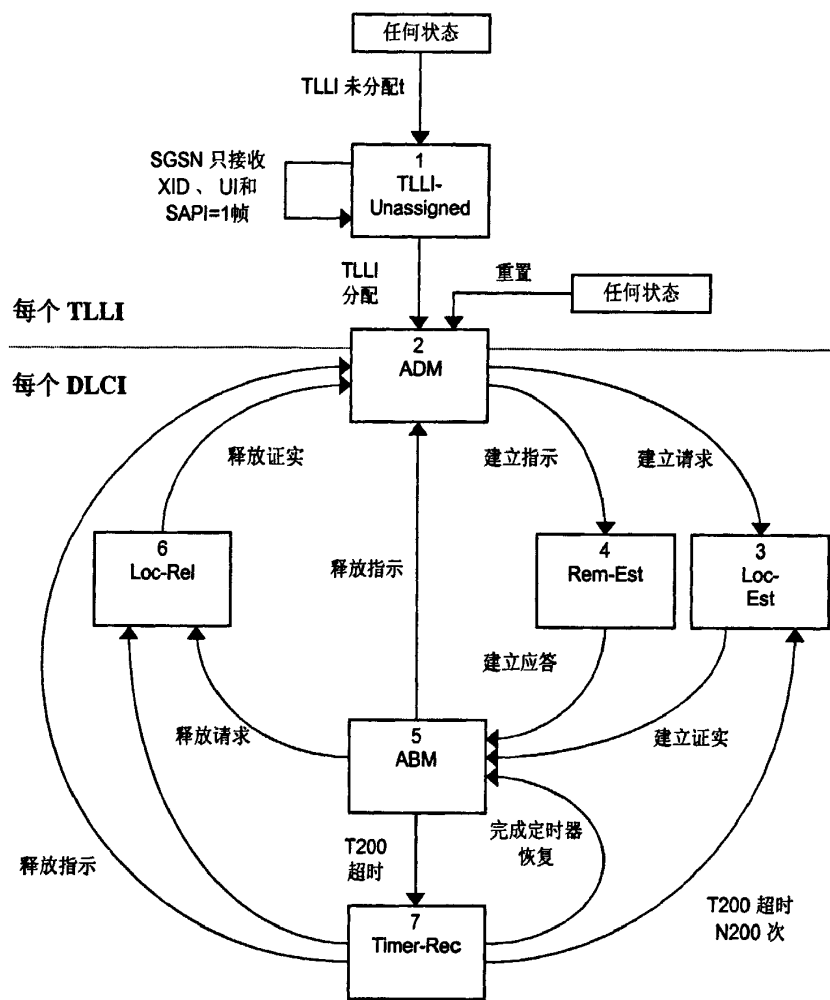 任何状态
TLLI 未分配t
SGSN 只接收
XID 、 UI和
SAPI=1帧
1
TLLI-
Unassigned
TLLI
分配
重置
任何状态
每个 TLLI
2
ADM
每个 DLCI
释放证实
建立指示
建立请求
6
Loc-Rel
释放指示
4
Rem-Est
3
Loc-
Est
建立应答
释放请求
5
ABM
建立证实
T200
超时
完成定时器
恢复
释放指示
7
Timer-Rec
T200 超时
N200 次